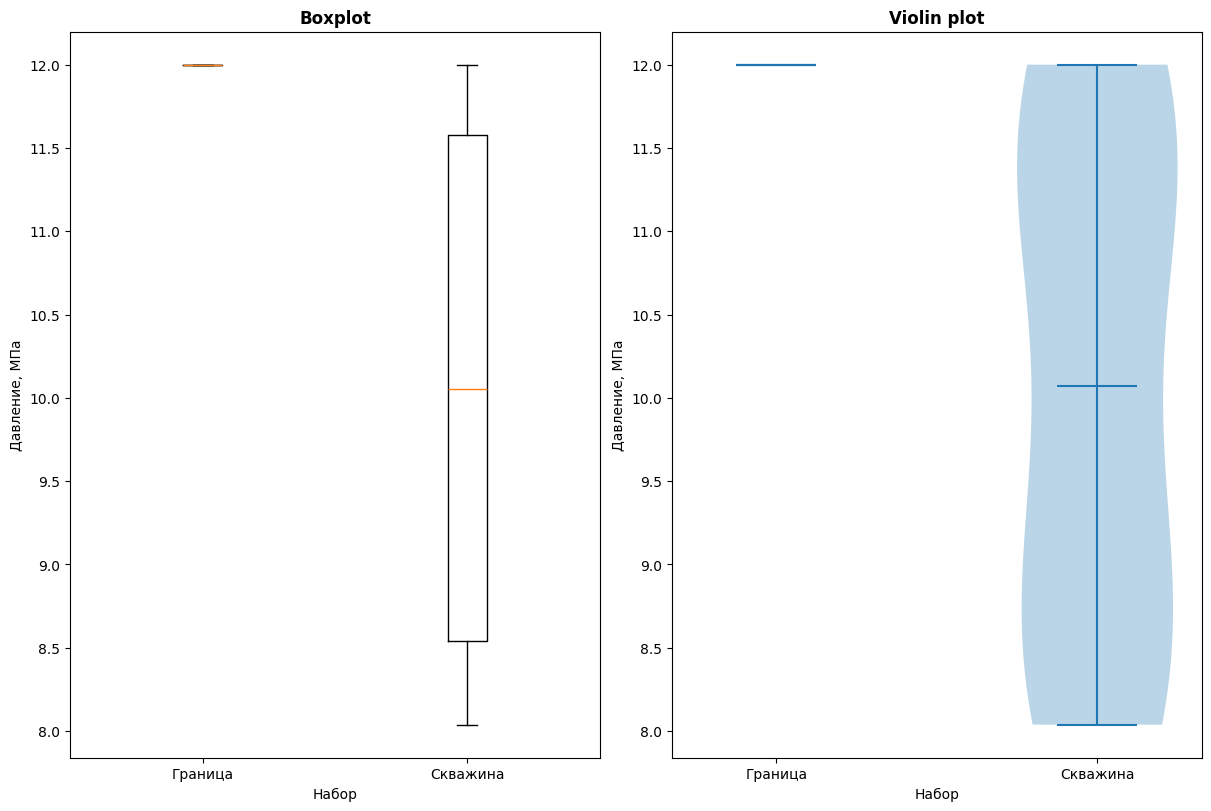 Boxplot
Давление, МПа
12.0
11.5
11.0
10.5
10.0
9.5
9.0
8.5
8.0
Граница
Скважина
Набор
Violin plot
Давление, МПа
12.0
11.5
11.0
10.5
10.0
9.5
9.0
8.5
8.0
Граница
Скважина
Набор